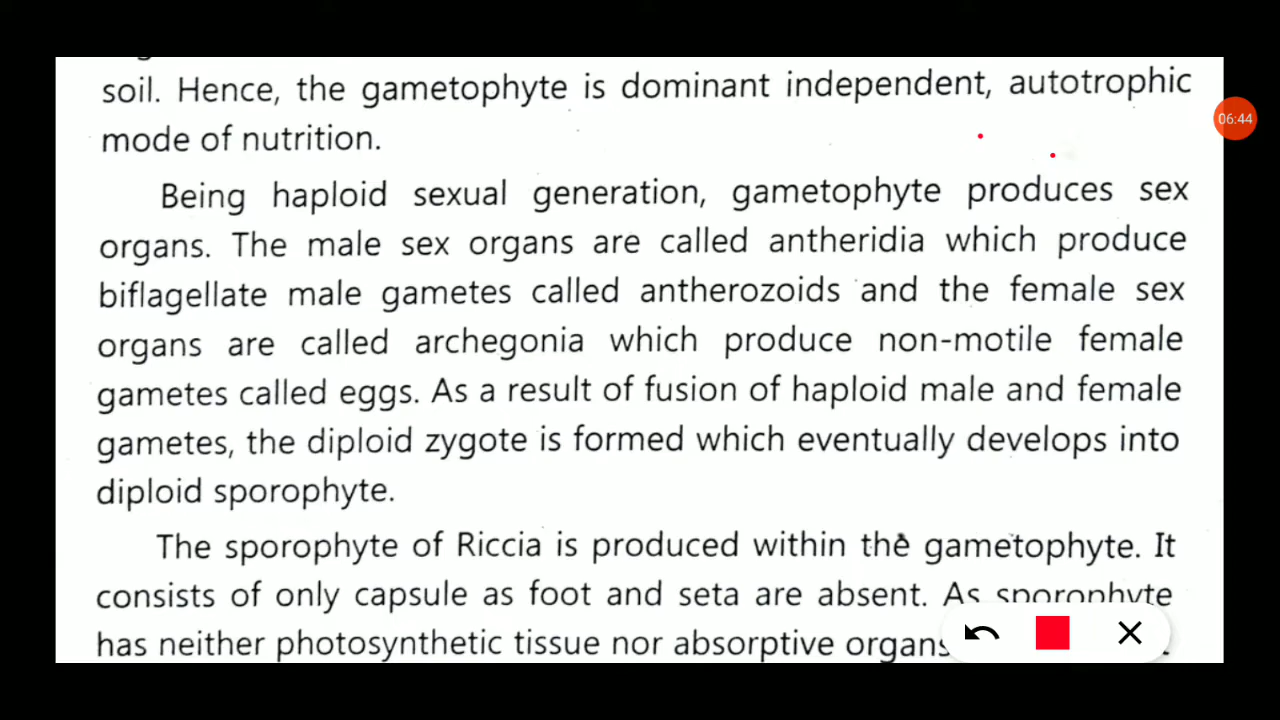 soil. Hence, the gametophyte is dominant independent, autotrophic
mode of nutrition.
06:44
Being haploid sexual generation, gametophyte produces sex
organs. The male sex organs are called antheridia which produce
biflagellate male gametes called antherozoids and the female sex
organs are called archegonia which produce non-motile female
gametes called eggs. As a result of fusion of haploid male and female
gametes, the diploid zygote is formed which eventually develops into
diploid sporophyte.
The sporophyte of Riccia is produced within the gametophyte. It
consists of only capsule as foot and seta are absent. As sporophyte
has neither photosynthetic tissue nor absorptive organs